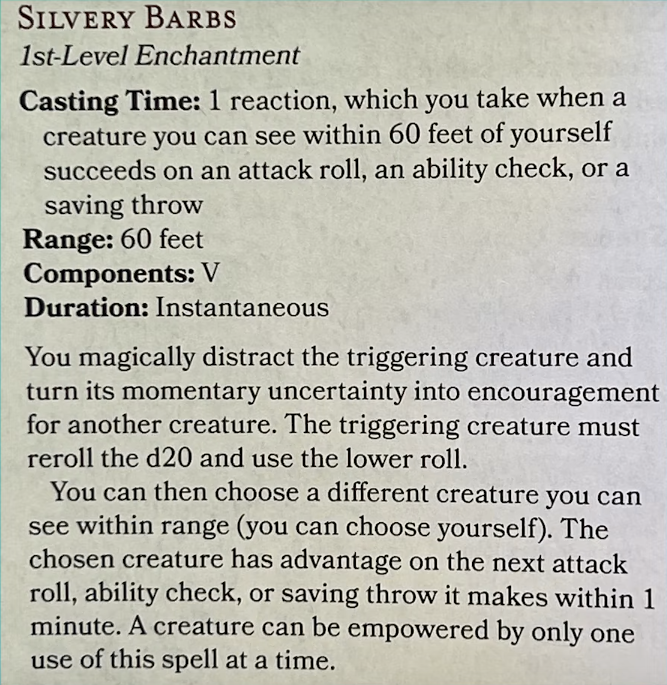 SILVERY BARBS
1st-Level Enchantment
Casting Time: 1 reaction, which you take when a
creature you can see within 60 feet of yourself
succeeds on an attack roll, an ability check, or a
saving throw
Range: 60 feet
Components: V
Duration: Instantaneous
You magically distract the triggering creature and
turn its momentary uncertainty into encouragement
for another creature. The triggering creature must
reroll the d20 and use the lower roll.
You can then choose a different creature you can
see within range (you can choose yourself). The
chosen creature has advantage on the next attack
roll, ability check, or saving throw it makes within 1
minute. A creature can be empowered by only one
use of this spell at a time.